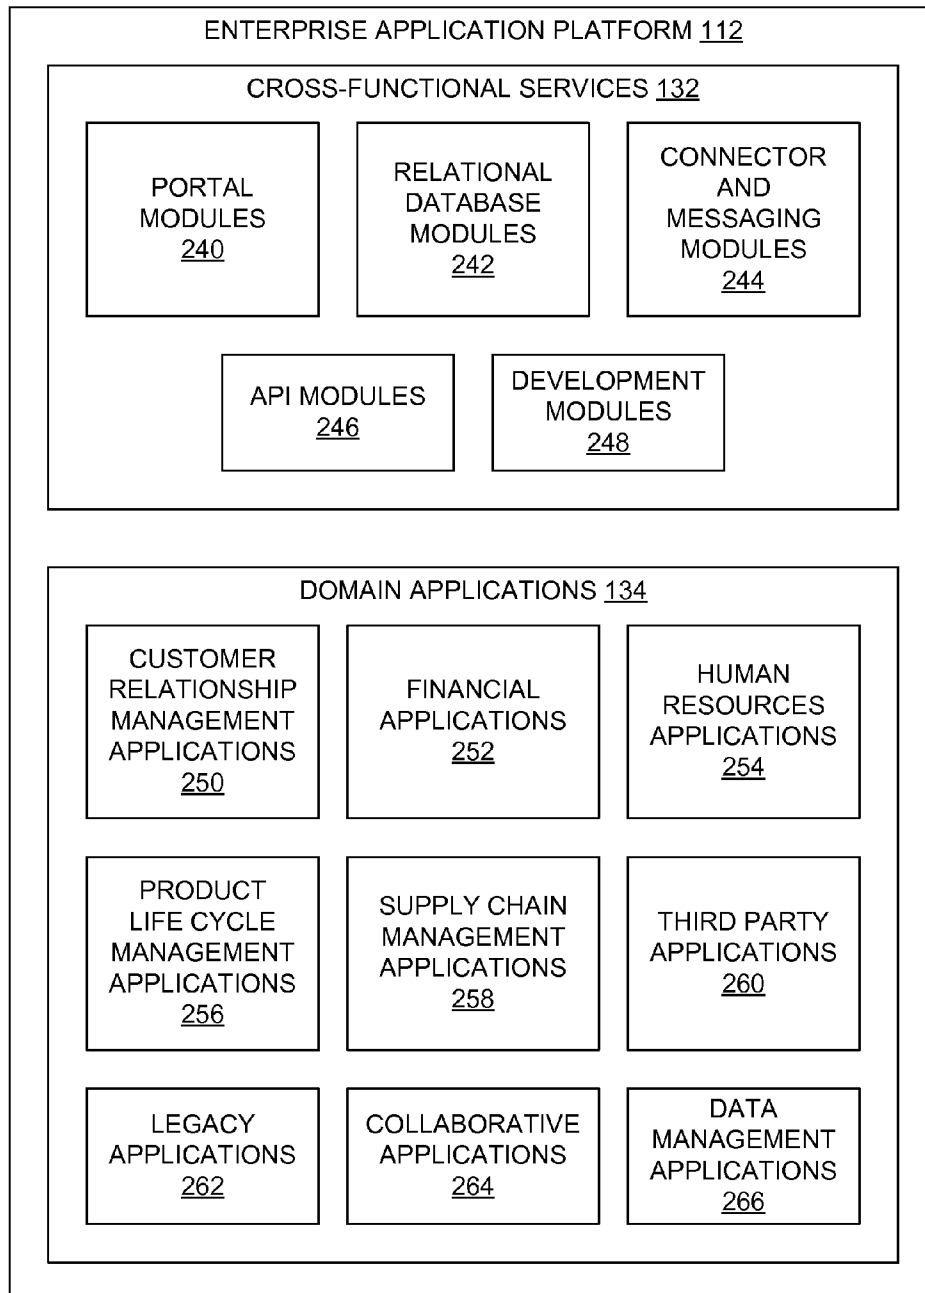 ENTERPRISE APPLICATION PLATFORM 112
CROSS-FUNCTIONAL SERVICES 132
PORTAL
MODULES
240
RELATIONAL
DATABASE
MODULES
242
CONNECTOR
AND
MESSAGING
MODULES
244
API MODULES
246
DEVELOPMENT
MODULES
248
DOMAIN APPLICATIONS 134
CUSTOMER
RELATIONSHIP
MANAGEMENT
APPLICATIONS
250
FINANCIAL
APPLICATIONS
252
HUMAN
RESOURCES
APPLICATIONS
254
PRODUCT
LIFE CYCLE
MANAGEMENT
APPLICATIONS
256
SUPPLY CHAIN
MANAGEMENT
APPLICATIONS
258
THIRD PARTY
APPLICATIONS
260
LEGACY
APPLICATIONS
262
COLLABORATIVE
APPLICATIONS
264
DATA
MANAGEMENT
APPLICATIONS
266